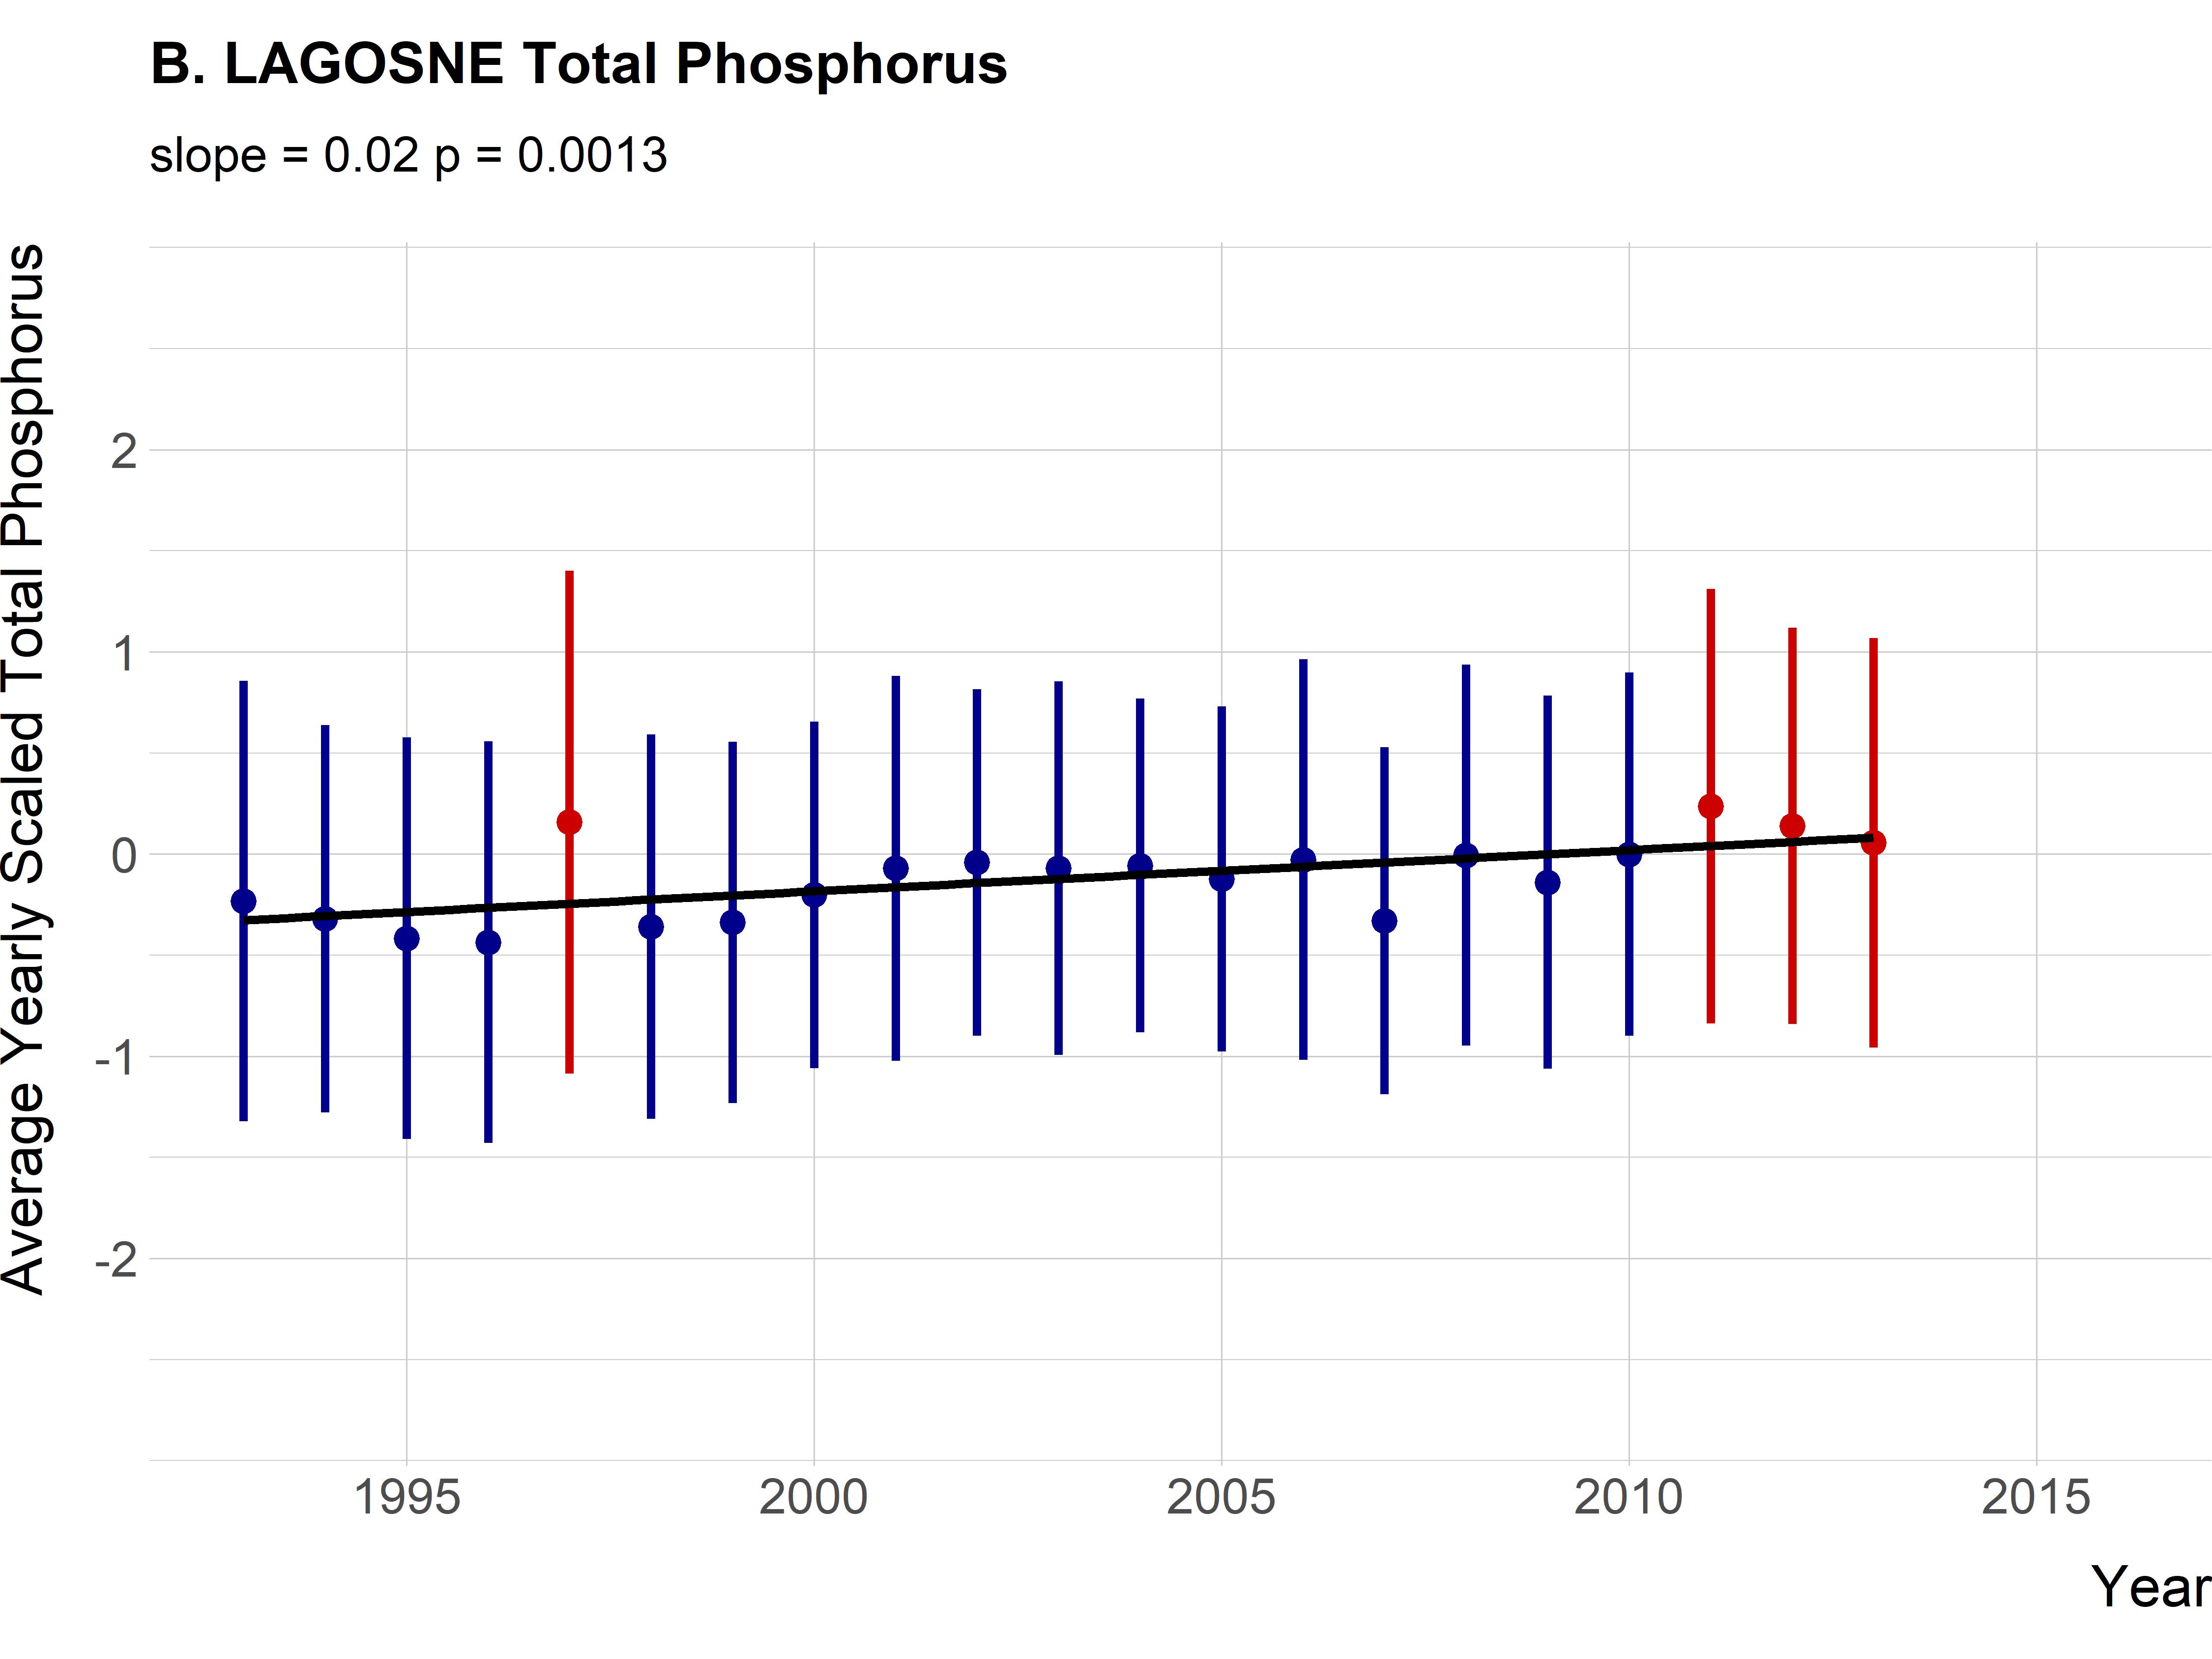 B. LAGOSNE Total Phosphorus
slope = 0.02 p = 0.0013
Average Yearly Scaled Total Phosphorus
2
1
0
-1
-2
1995
2000
2005
2010
2015
Year